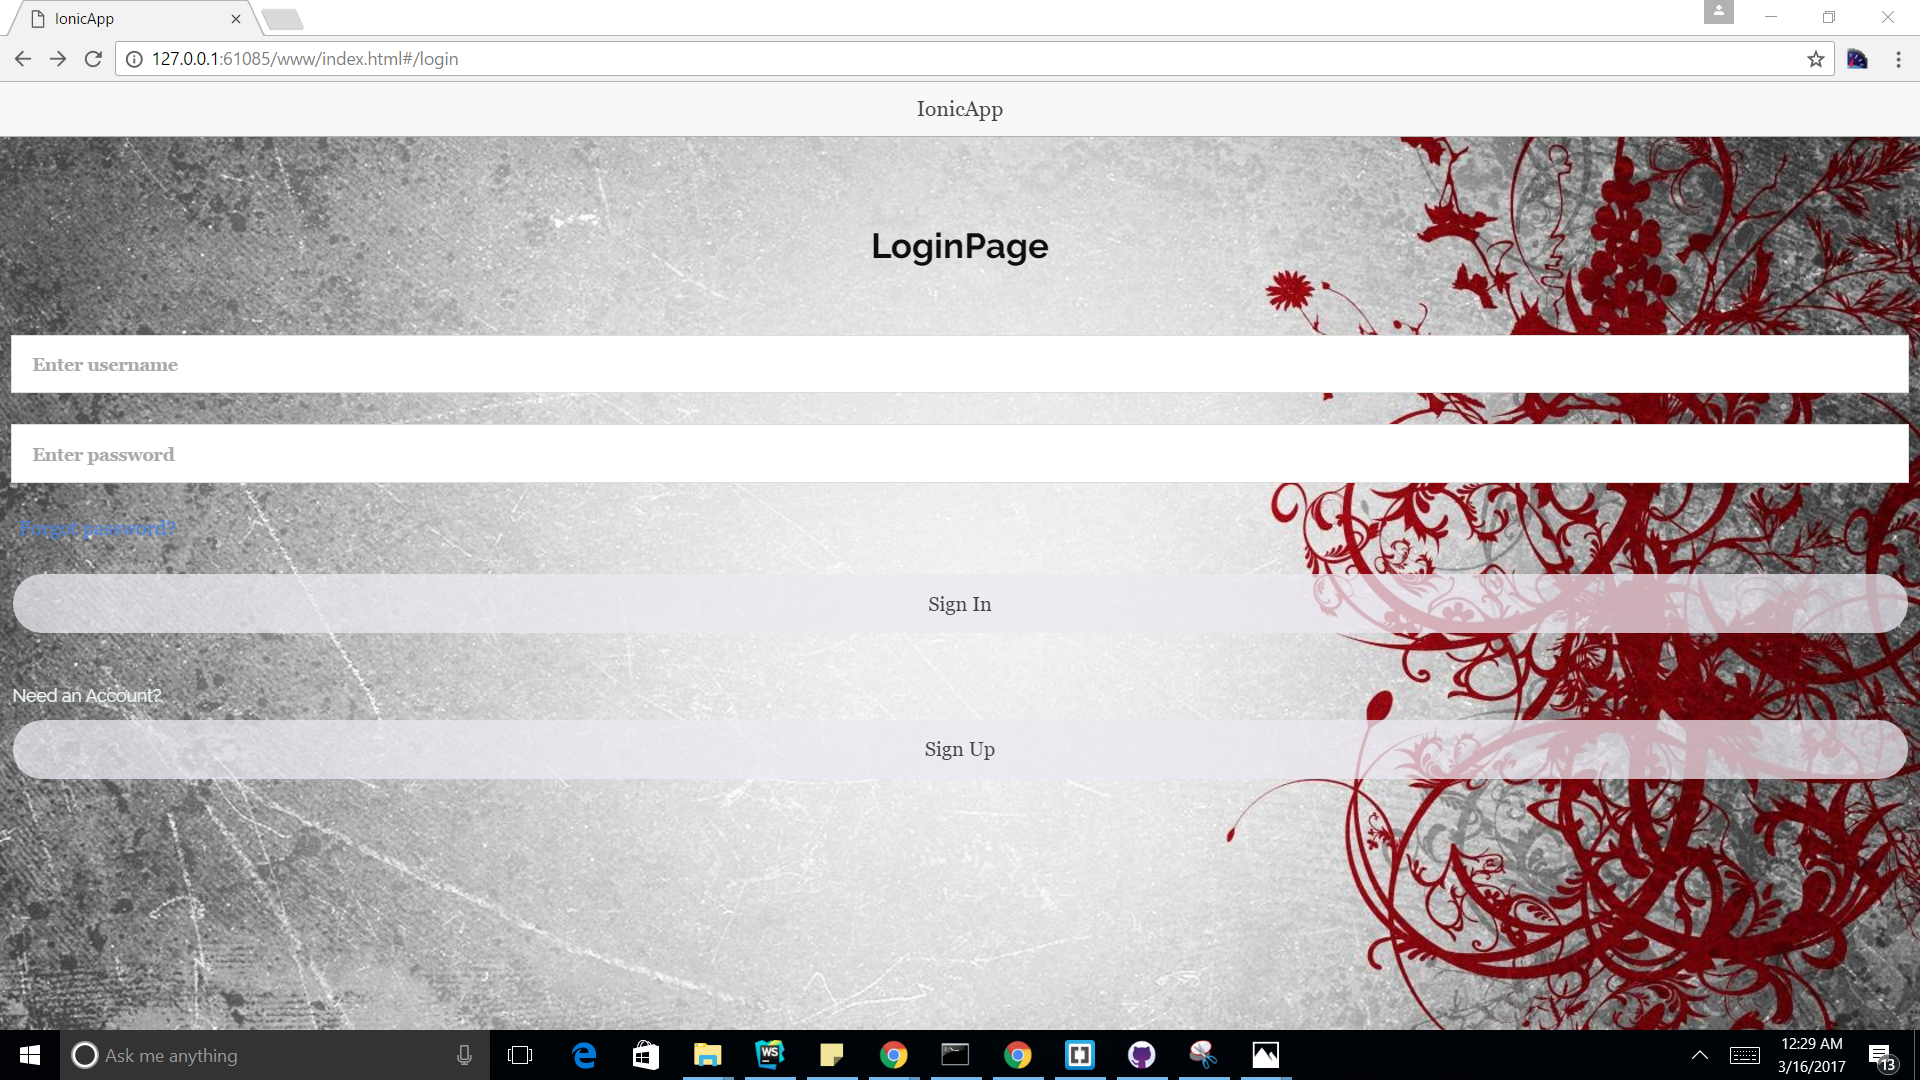 IonicApp
127.0.0.1:61085/www/index.html#/login
IonicApp
LoginPage
Enter username
Enter password
Forgot password?
Sign In
Need an Account?
Sign Up
Ask me anything
WS
12:29 AM
3/16/2017
13